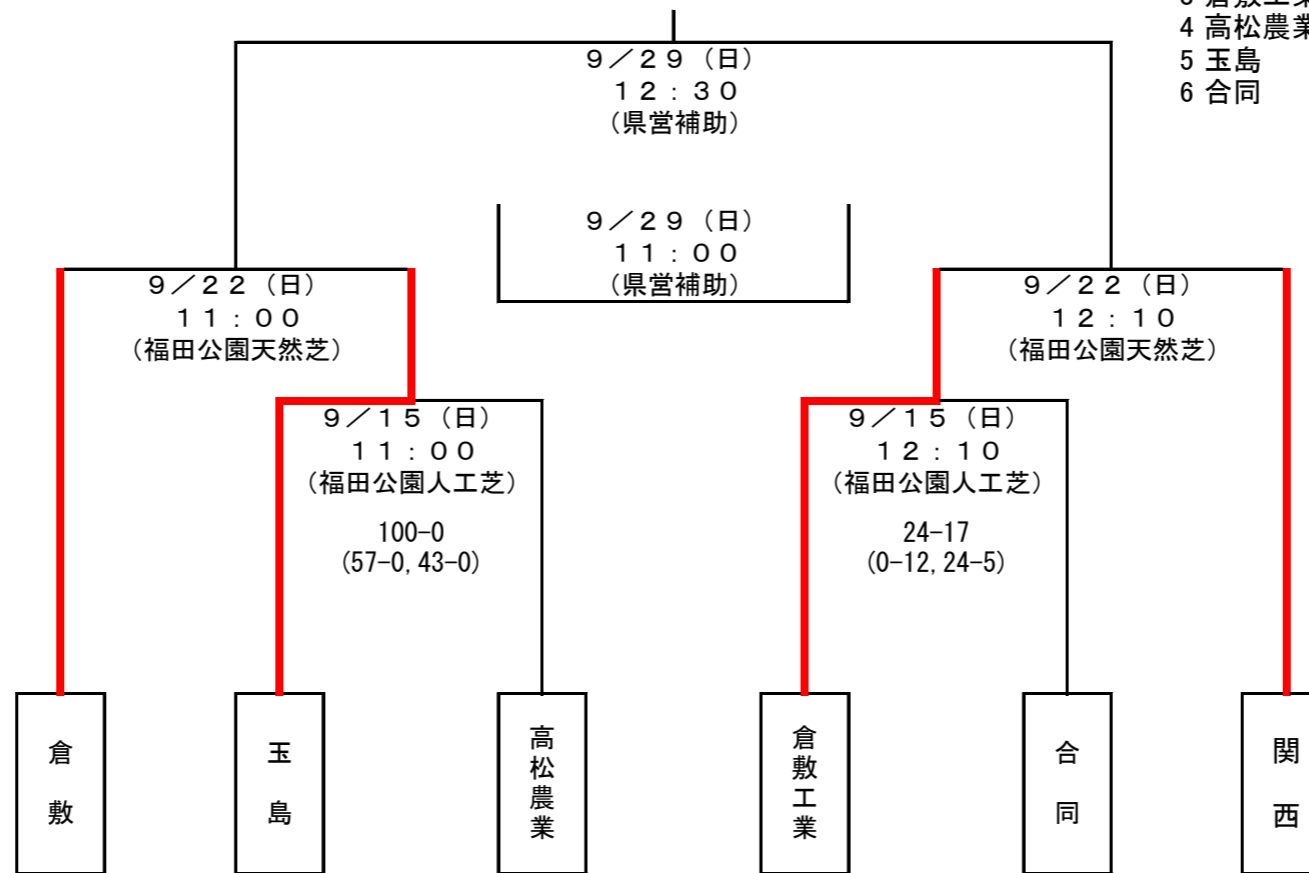 4 高松農業
5 玉島
6 合同
9／29（日）
12：30
（県営補助）
9／29（日）
11：00
（県営補助）
9／22（日）
11：00
（福田公園天然芝）
9／22（日）
12：10
（福田公園天然芝）
9／15（日）
11：00
（福田公園人工芝）
100-0
(57-0, 43-0)
9／15（日）
12：10
（福田公園人工芝）
24-17
(0-12, 24-5)
倉敷
玉島
高松農業
倉敷工業
合同
関西